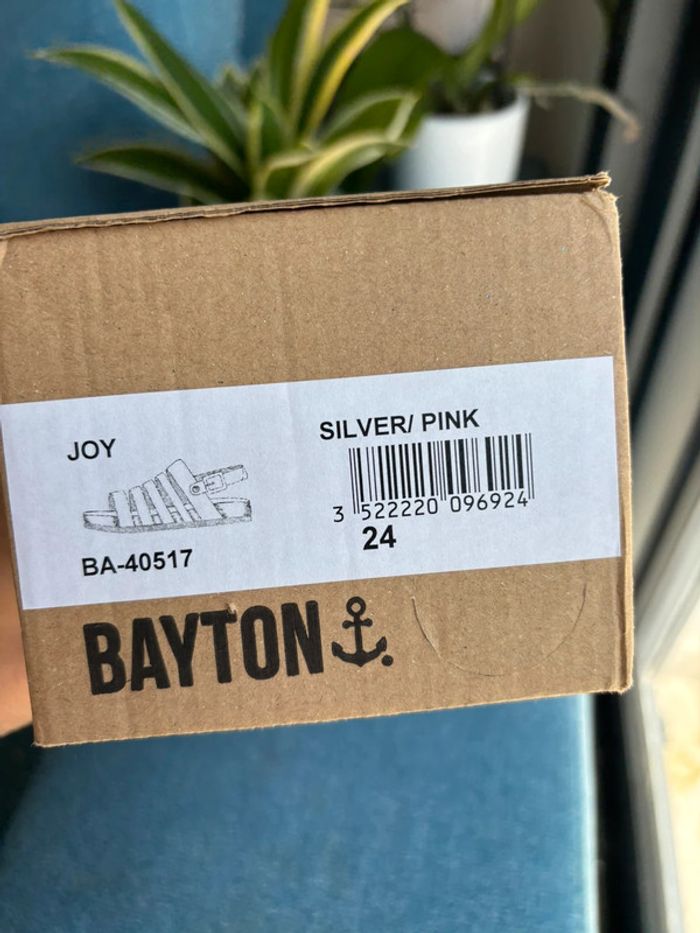 JOY
SILVER/ PINK
3 522220 096924
24
BA-40517
BAYTON